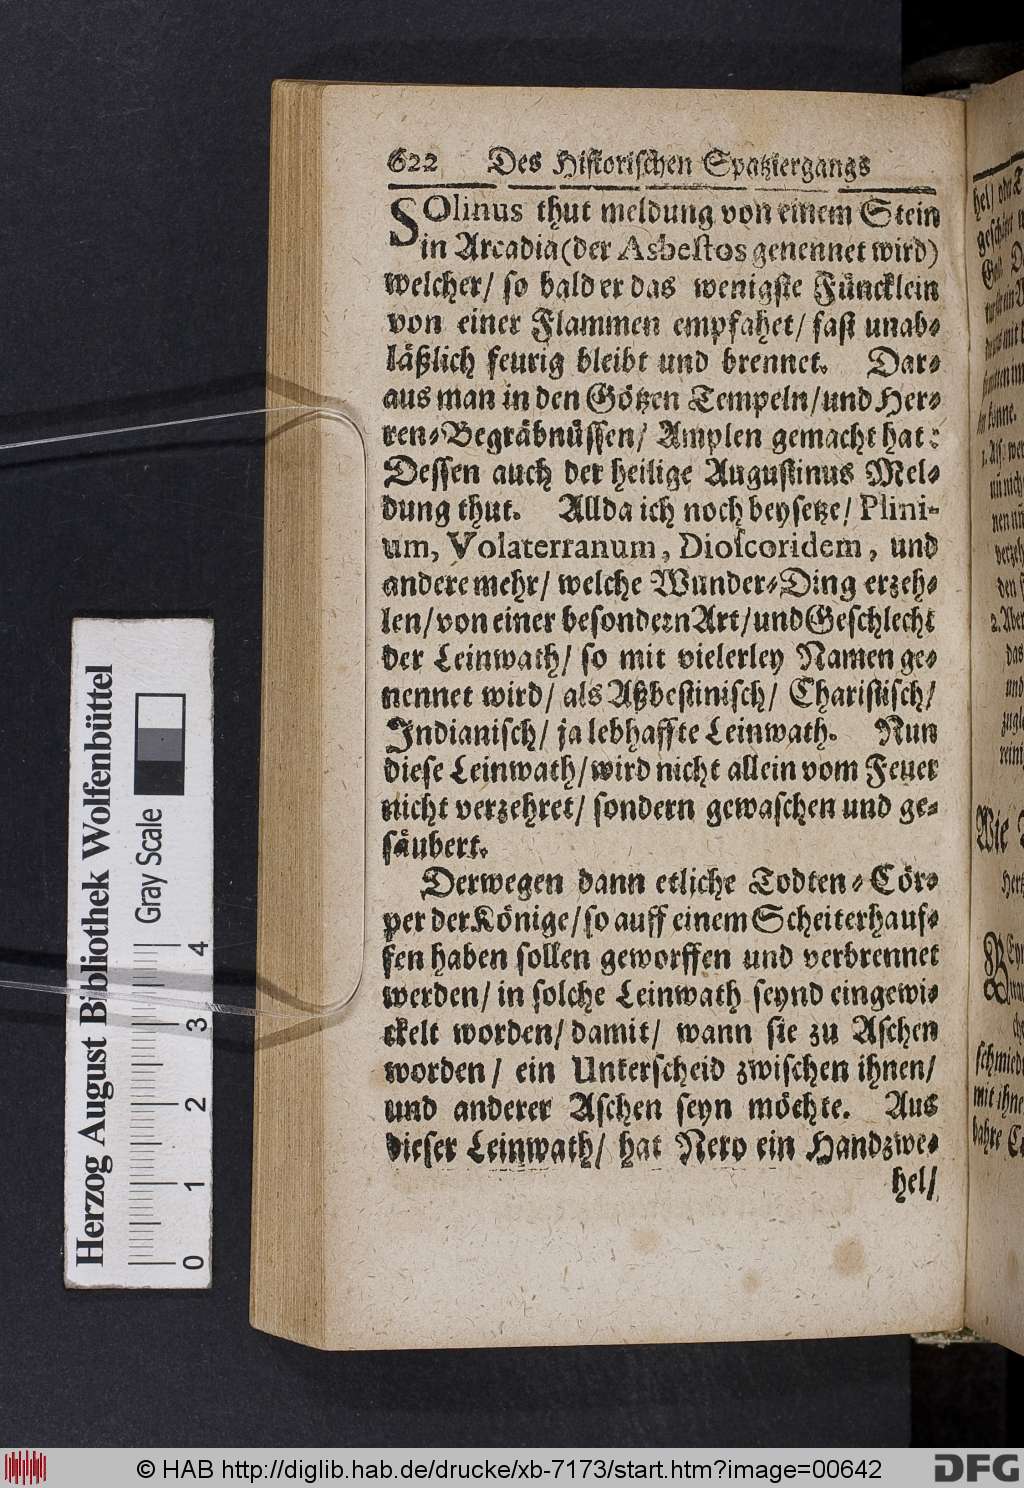 622 Des Historischen Spatziergangs
SOlinus thut meldung von einem Stein
in Arcadia (der Asbestos genennet wird)
welcher/ so bald er das wenigste Füncklein
von einer Flammen empfahet/ fast unab-
läßlich feurig bleibt und brennet. Dar-
aus man in den Götzen Tempeln/ und Her-
ren-Begräbnüssen/ Amplen gemacht hat:
Dessen auch der heilige Augustinus Mel-
dung thut. Allda ich noch beysetze/ Plini-
um, Volaterranum, Dioscoridem, und
andere mehr/ welche Wunder-Ding erzeh-
len/ von einer besondern Art/ und Geschlecht
der Leinwath/ so mit vielerley Namen ge-
nennet wird/ als Aßbestinisch/ Charistisch/
Indianisch/ ja lebhaffte Leinwath. Nun
diese Leinwath/ wird nicht allein vom Feuer
nicht verzehret/ sondern gewaschen und ge-
säubert.
Derwegen dann etliche Todten-Cör-
per der Könige/ so auff einem Scheiterhauf-
fen haben sollen geworffen und verbrennet
werden/ in solche Leinwath seynd eingewi-
ckelt worden/ damit/ wann sie zu Aschen
worden/ ein Unterscheid zwischen ihnen/
und anderer Aschen seyn möchte. Aus
dieser Leinwath/ hat Nero ein Handzwe-
hel/
Herzog August Bibliothek Wolfenbüttel
Gray Scale
0 1 2 3 4
© HAB http://diglib.hab.de/drucke/xb-7173/start.htm?image=00642
DFG